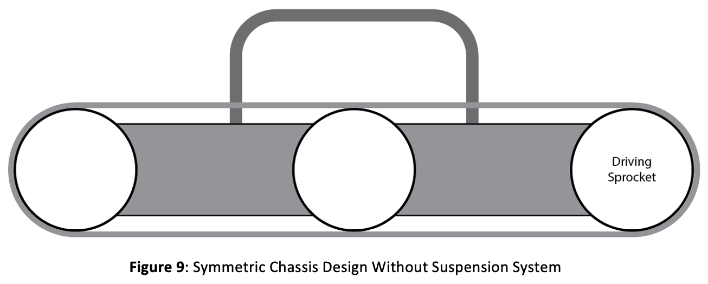 Driving
Sprocket
Figure 9: Symmetric Chassis Design Without Suspension System